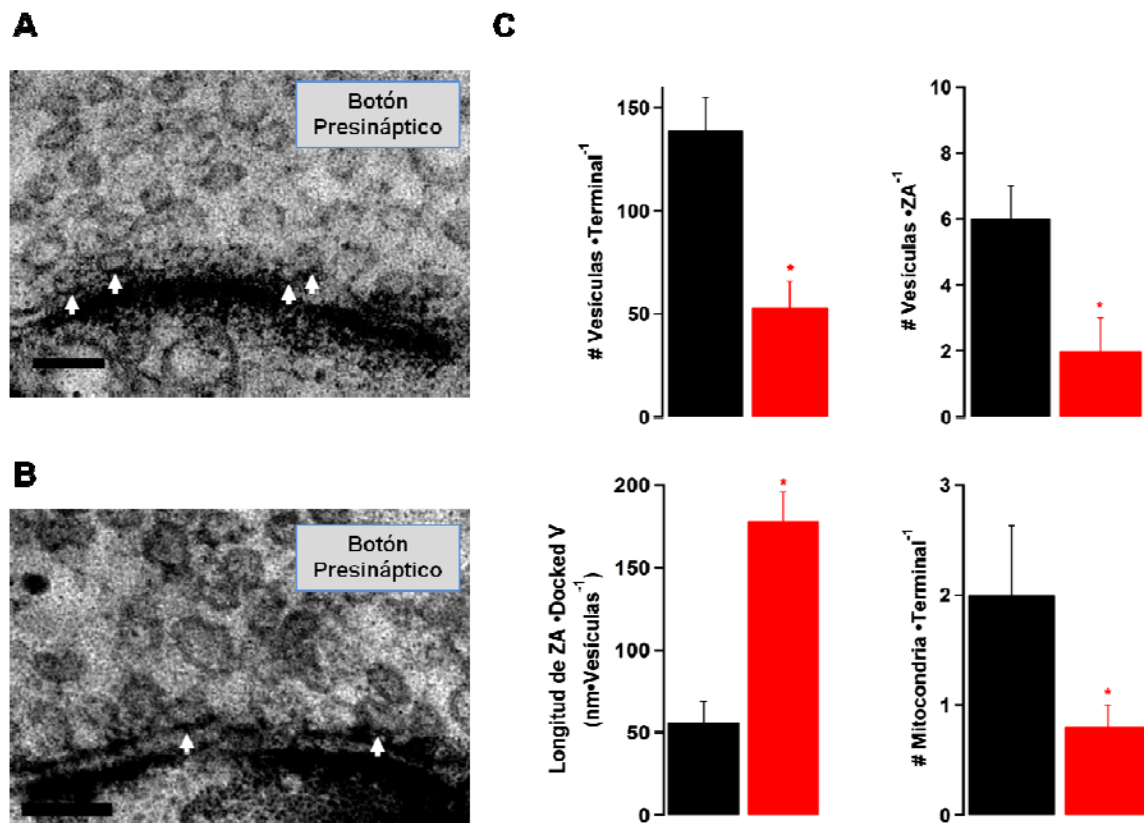 A
Botón
Presináptico
B
Botón
Presináptico
C
# Vesículas •Terminal⁻¹
150
100
50
0
*
# Vesículas •ZA⁻¹
10
8
6
4
2
0
*
Longitud de ZA •Docked V
(nm•Vesículas⁻¹)
200
150
100
50
0
*
# Mitocondria •Terminal⁻¹
3
2
1
0
*